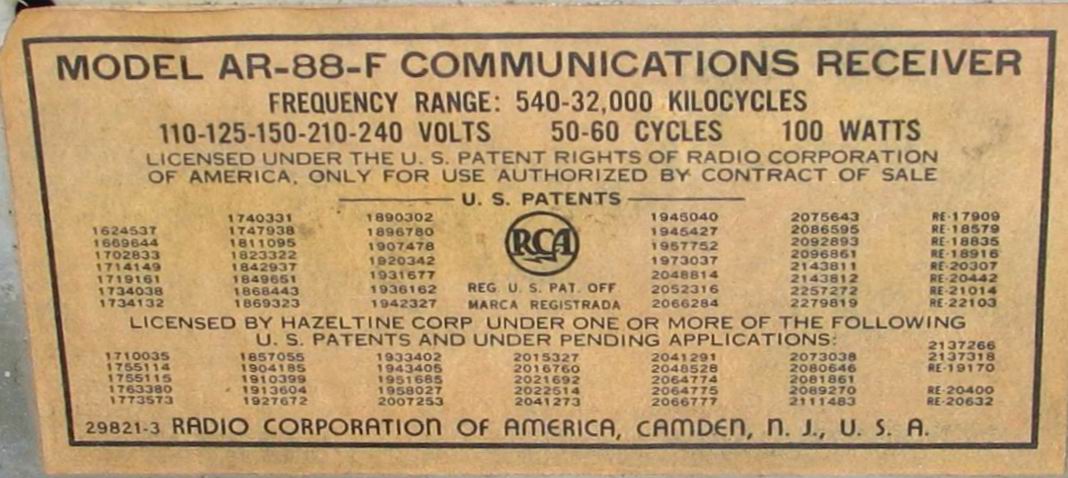 MODEL AR-88-F COMMUNICATIONS RECEIVER
FREQUENCY RANGE: 540-32,000 KILOCYCLES
110-125-150-210-240 VOLTS 50-60 CYCLES 100 WATTS
LICENSED UNDER THE U. S. PATENT RIGHTS OF RADIO CORPORATION
OF AMERICA, ONLY FOR USE AUTHORIZED BY CONTRACT OF SALE
U. S. PATENTS
1740331 1890302 1945040 2075643 RE-17909
1624537 1747938 1896780 1945427 2086595 RE-18579
1669644 1811095 1907478 RCA 1957752 2092893 RE-18835
1702833 1823322 1920342 1973037 2096861 RE-18916
1714149 1842937 1931677 2048814 2143811 RE-20307
1719161 1849651 1936162 REG. U. S. PAT. OFF 2052316 2143812 RE-20442
1734038 1868443 1942327 MARCA REGISTRADA 2066284 2257272 RE-21014
1734132 1869323 2279819 RE-22103
LICENSED BY HAZELTINE CORP UNDER ONE OR MORE OF THE FOLLOWING
U. S. PATENTS AND UNDER PENDING APPLICATIONS:
2137266
1710035 1857055 1933402 2015327 2041291 2073038 2137318
1755114 1904185 1943405 2016760 2048528 2080646 RE-19170
1755115 1910399 1951685 2021692 2064774 2081861
1763380 1913604 1958027 2022514 2064775 2089270 RE-20400
1773573 1927672 2007253 2041273 2066777 2111483 RE-20632
29821-3 RADIO CORPORATION OF AMERICA, CAMDEN, N. J., U. S. A.